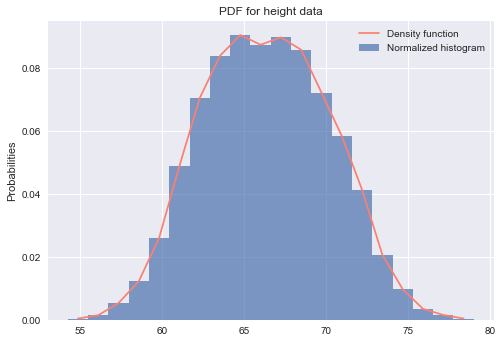 PDF for height data
Density function
Normalized histogram
Probabilities
0.08
0.06
0.04
0.02
0.00
55
60
65
70
75
80